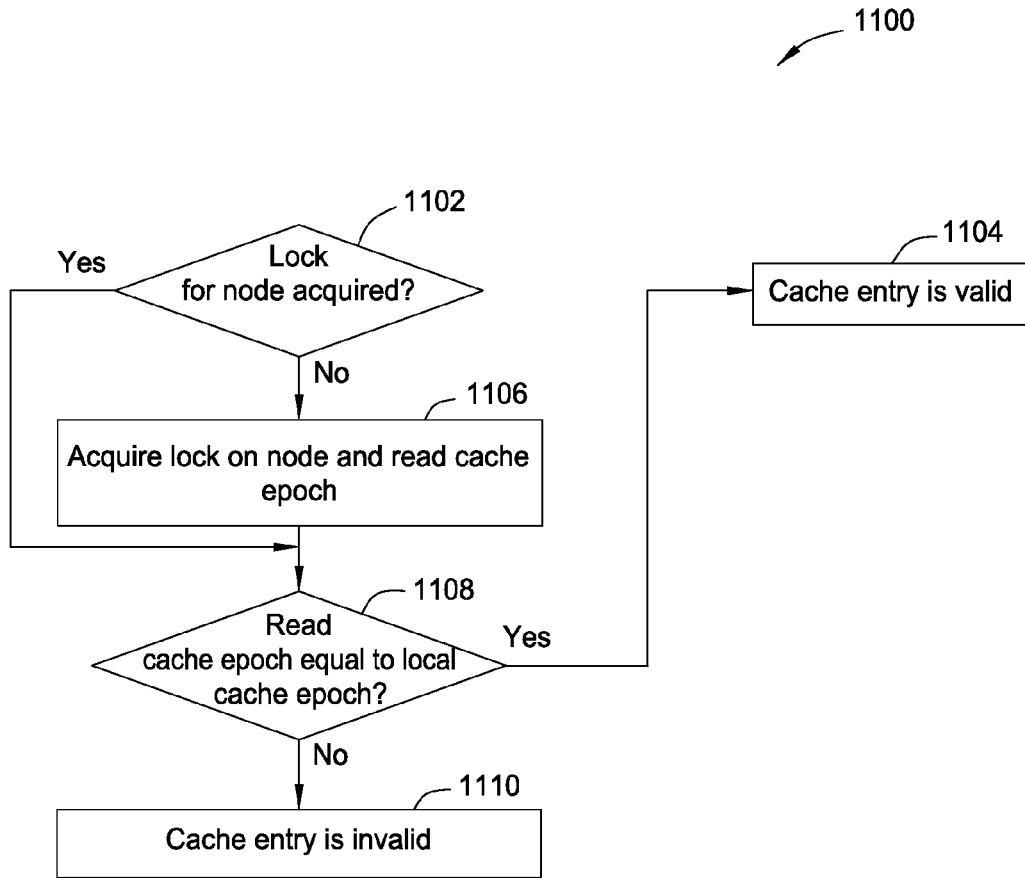 1100
1102
Yes
Lock
for node acquired?
1104
Cache entry is valid
No
1106
Acquire lock on node and read cache
epoch
1108
Read
cache epoch equal to local
cache epoch?
Yes
No
1110
Cache entry is invalid